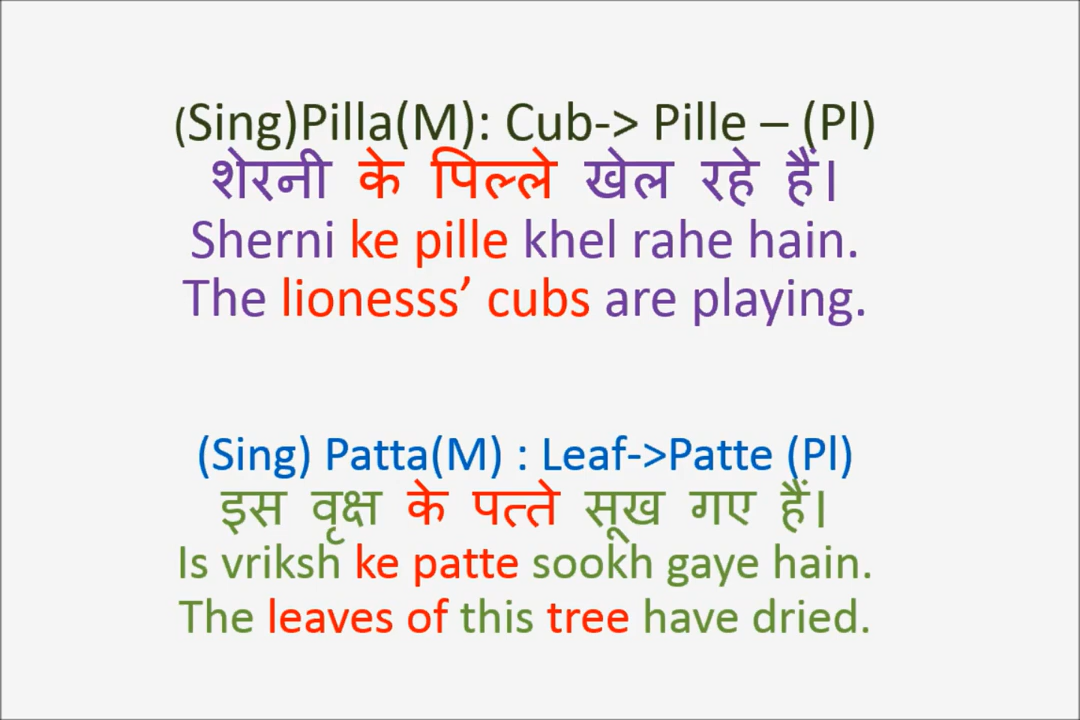 (Sing)Pilla(M): Cub-> Pille – (Pl)
शेरनी के पिल्ले खेल रहे हैं।
Sherni ke pille khel rahe hain.
The lionesss’ cubs are playing.
(Sing) Patta(M) : Leaf->Patte (Pl)
इस वृक्ष के पत्ते सूख गए हैं।
Is vriksh ke patte sookh gaye hain.
The leaves of this tree have dried.